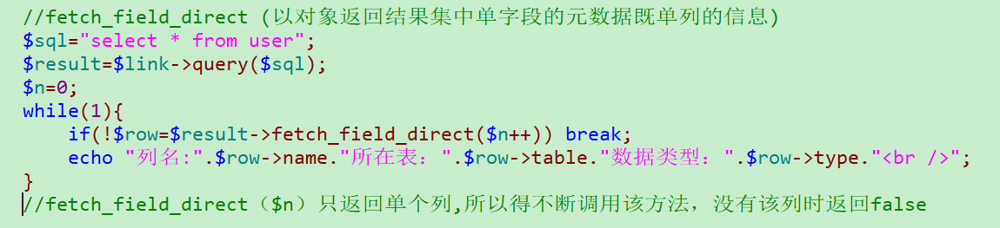 //fetch_field_direct (以对象返回结果集中单字段的元数据既单列的信息)
$sql="select * from user";
$result=$link->query($sql);
$n=0;
while(1){
    if(!$row=$result->fetch_field_direct($n++)) break;
    echo "列名:".$row->name."所在表：".$row->table."数据类型：".$row->type."<br />";
}
//fetch_field_direct（$n）只返回单个列,所以得不断调用该方法，没有该列时返回false